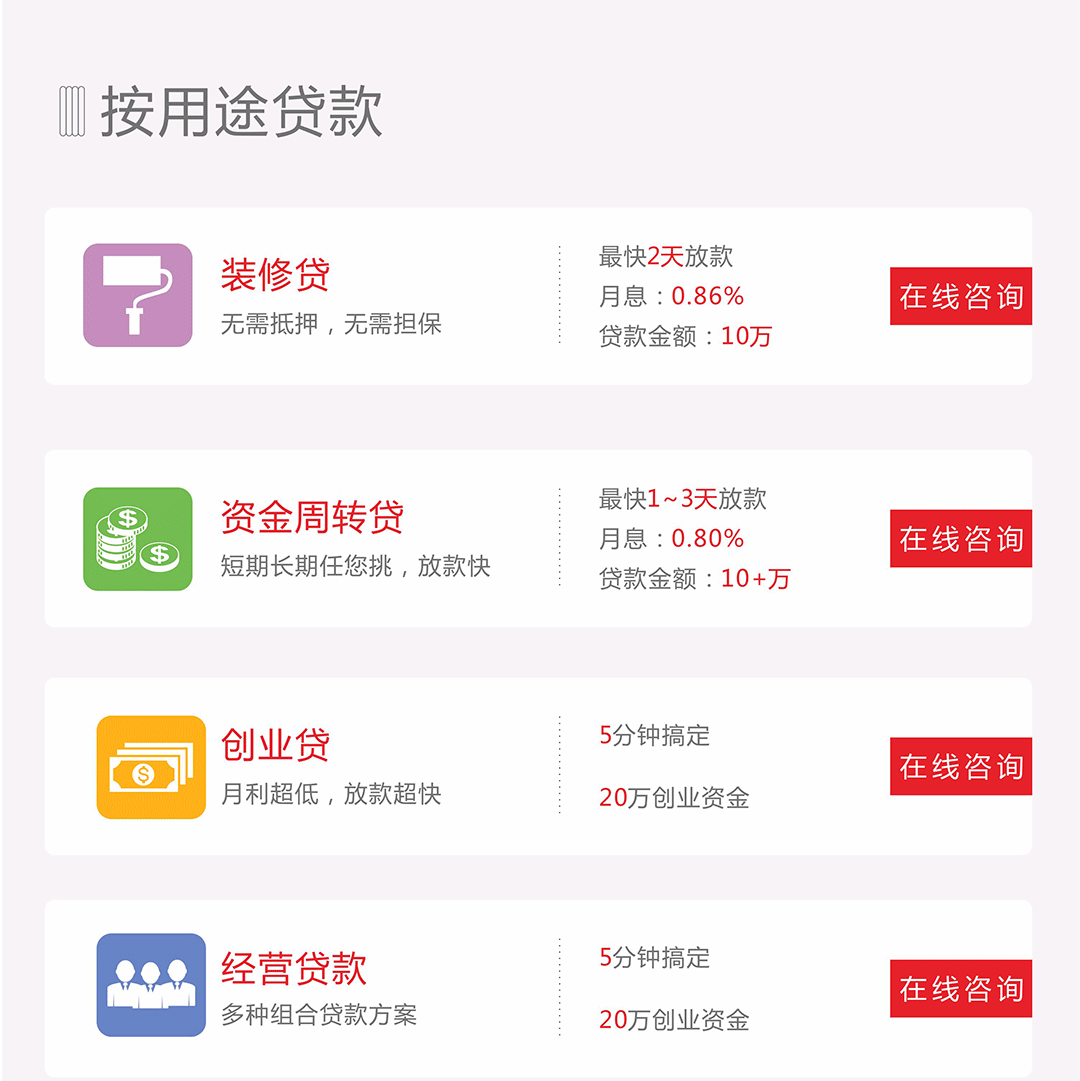 按用途贷款
装修贷
无需抵押，无需担保
最快2天放款
月息：0.86%
贷款金额：10万
在线咨询
资金周转贷
短期长期任您挑，放款快
最快1~3天放款
月息：0.80%
贷款金额：10+万
在线咨询
创业贷
月利超低，放款超快
5分钟搞定
20万创业资金
在线咨询
经营贷款
多种组合贷款方案
5分钟搞定
20万创业资金
在线咨询